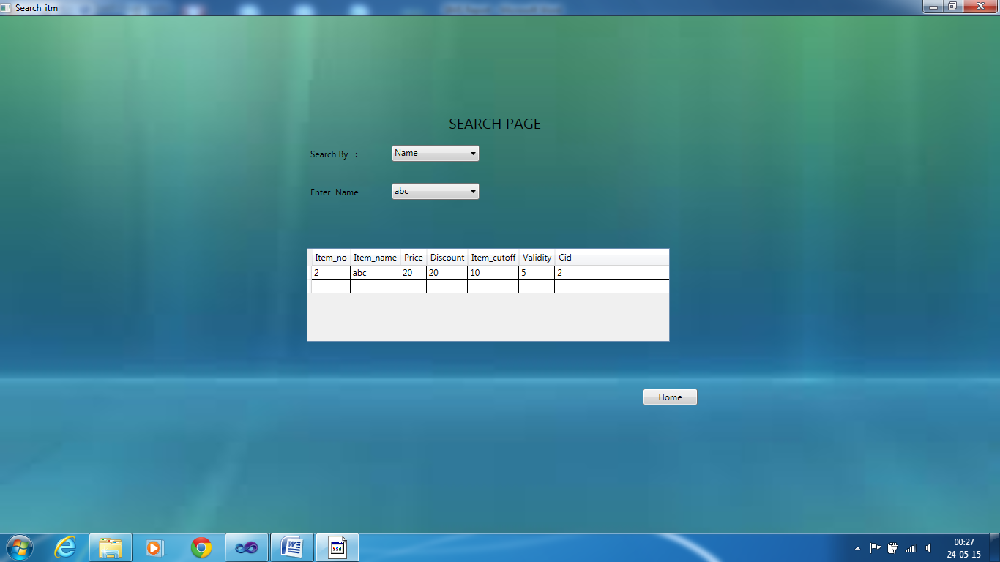 Search_itm
SEARCH PAGE
Search By :
Name
Enter Name
abc
Item_no Item_name Price Discount Item_cutoff Validity Cid
2 abc 20 20 10 5 2
Home
00:27
24-05-15